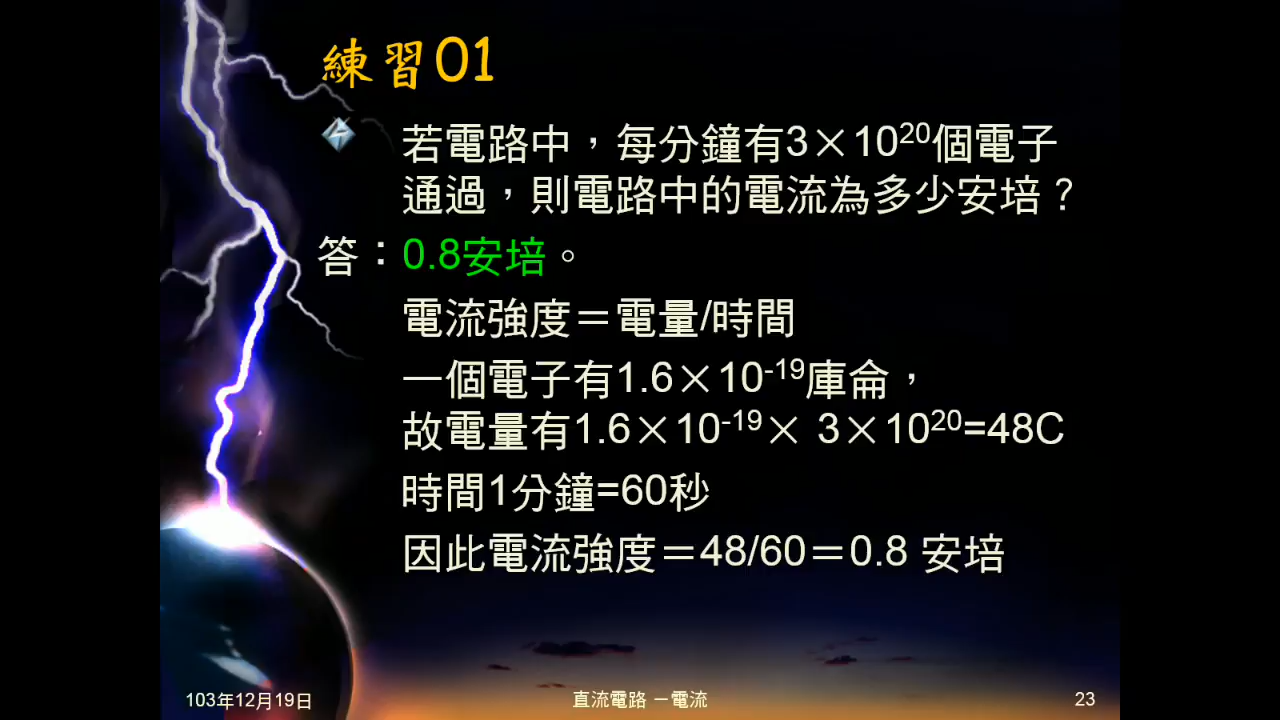 練習01
若電路中，每分鐘有3×10²⁰個電子
通過，則電路中的電流為多少安培？
答：0.8安培。
電流強度＝電量/時間
一個電子有1.6×10⁻¹⁹庫侖，
故電量有1.6×10⁻¹⁹× 3×10²⁰=48C
時間1分鐘=60秒
因此電流強度＝48/60＝0.8 安培
103年12月19日
直流電路 －電流
23